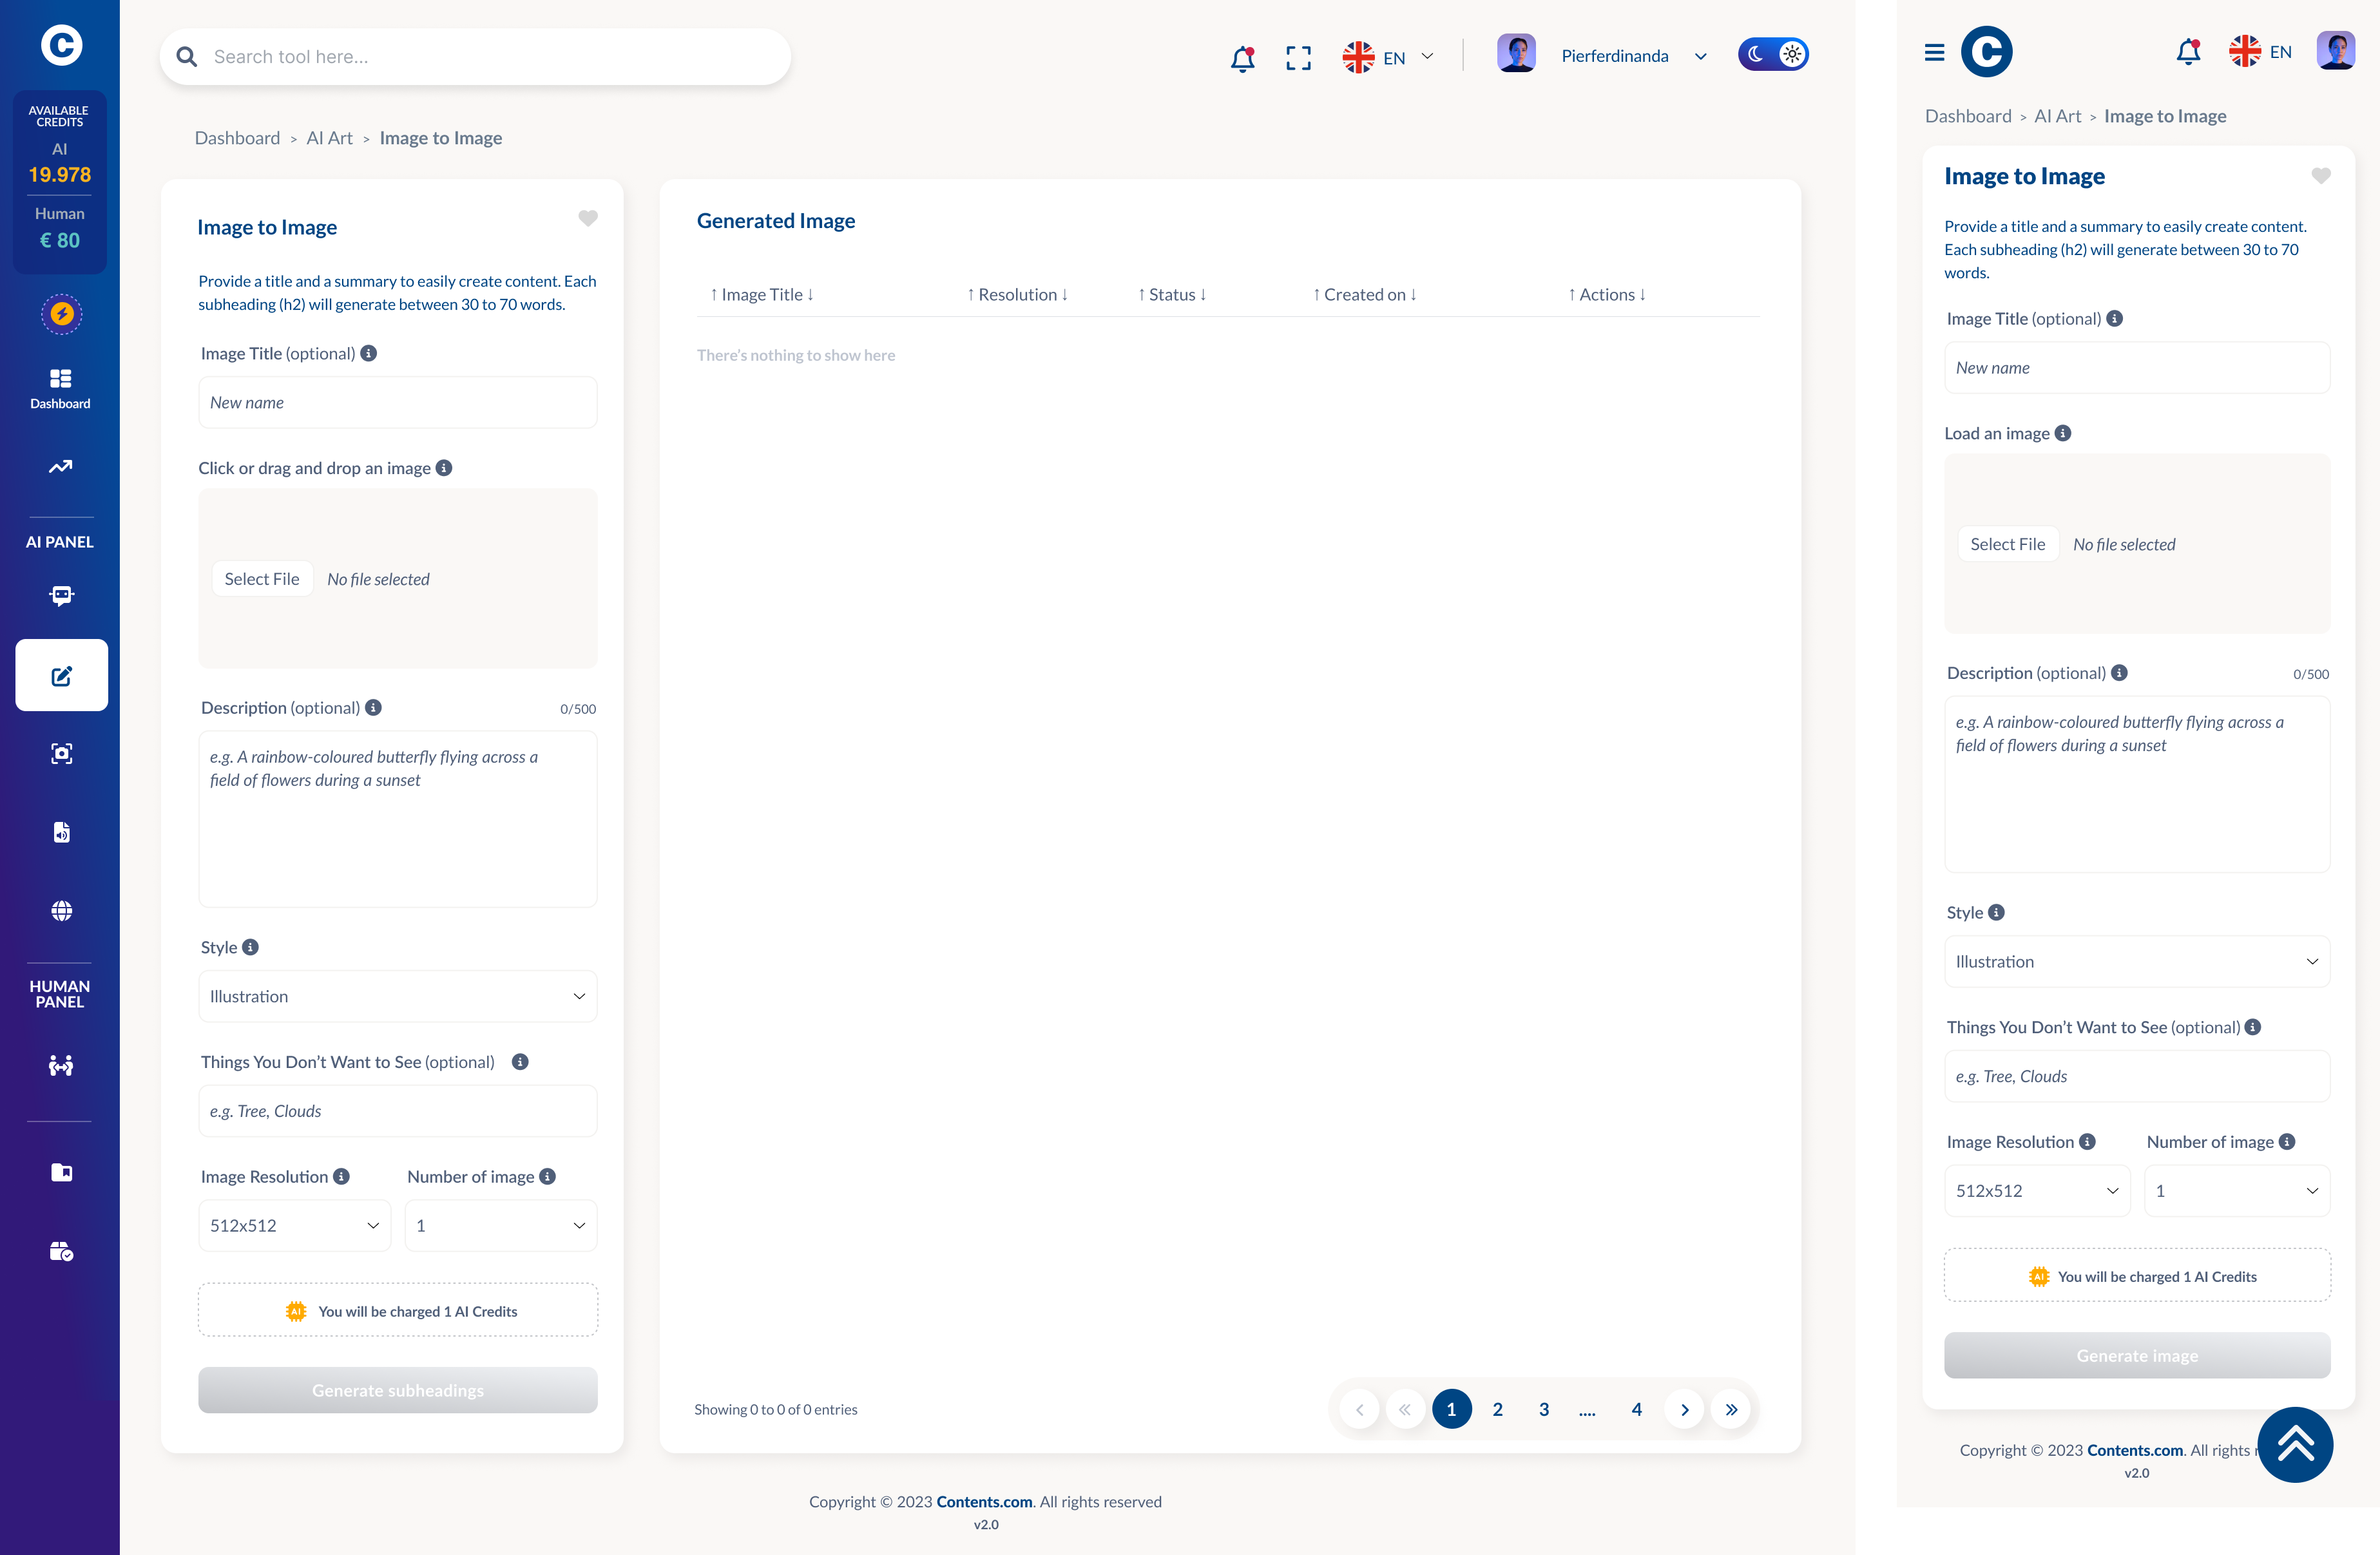 C
AVAILABLE
CREDITS
AI
19.978
Human
€ 80
Dashboard
AI PANEL
HUMAN
PANEL
Search tool here...
EN
Pierferdinanda
Dashboard > AI Art > Image to Image
Image to Image
Provide a title and a summary to easily create content. Each
subheading (h2) will generate between 30 to 70 words.
Image Title (optional)
New name
Click or drag and drop an image
Select File No file selected
Description (optional) 0/500
e.g. A rainbow-coloured butterfly flying across a
field of flowers during a sunset
Style
Illustration
Things You Don’t Want to See (optional)
e.g. Tree, Clouds
Image Resolution Number of image
512x512 1
AI You will be charged 1 AI Credits
Generate subheadings
Generated Image
↑ Image Title ↓ ↑ Resolution ↓ ↑ Status ↓ ↑ Created on ↓ ↑ Actions ↓
There’s nothing to show here
Showing 0 to 0 of 0 entries
‹ « 1 2 3 .... 4 › »
Copyright © 2023 Contents.com. All rights reserved
v2.0
C
EN
Dashboard > AI Art > Image to Image
Image to Image
Provide a title and a summary to easily create content.
Each subheading (h2) will generate between 30 to 70
words.
Image Title (optional)
New name
Load an image
Select File No file selected
Description (optional) 0/500
e.g. A rainbow-coloured butterfly flying across a
field of flowers during a sunset
Style
Illustration
Things You Don’t Want to See (optional)
e.g. Tree, Clouds
Image Resolution Number of image
512x512 1
AI You will be charged 1 AI Credits
Generate image
Copyright © 2023 Contents.com. All rights
v2.0